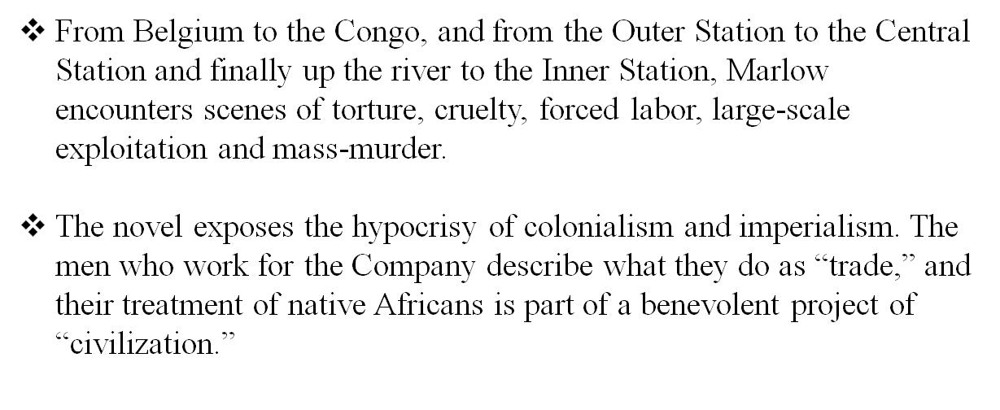 ❖ From Belgium to the Congo, and from the Outer Station to the Central
Station and finally up the river to the Inner Station, Marlow
encounters scenes of torture, cruelty, forced labor, large-scale
exploitation and mass-murder.
❖ The novel exposes the hypocrisy of colonialism and imperialism. The
men who work for the Company describe what they do as “trade,” and
their treatment of native Africans is part of a benevolent project of
“civilization.”